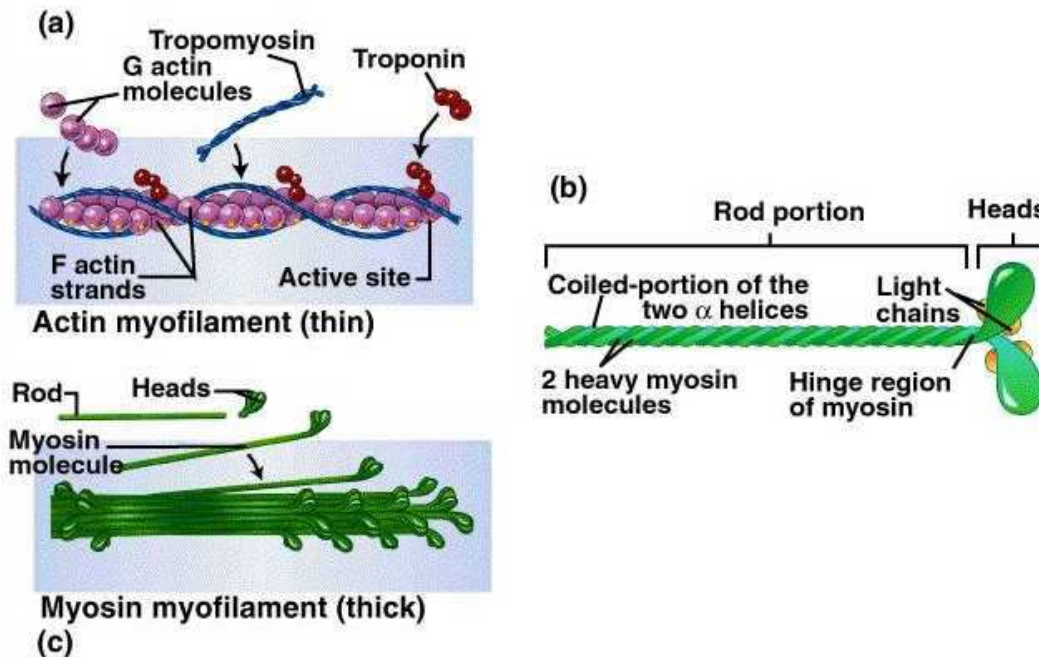 (a)
Tropomyosin
G actin
molecules
Troponin
F actin
strands
Active site
Actin myofilament (thin)
(b)
Rod portion
Heads
Coiled-portion of the
two α helices
Light
chains
2 heavy myosin
molecules
Hinge region
of myosin
Rod
Heads
Myosin
molecule
Myosin myofilament (thick)
(c)